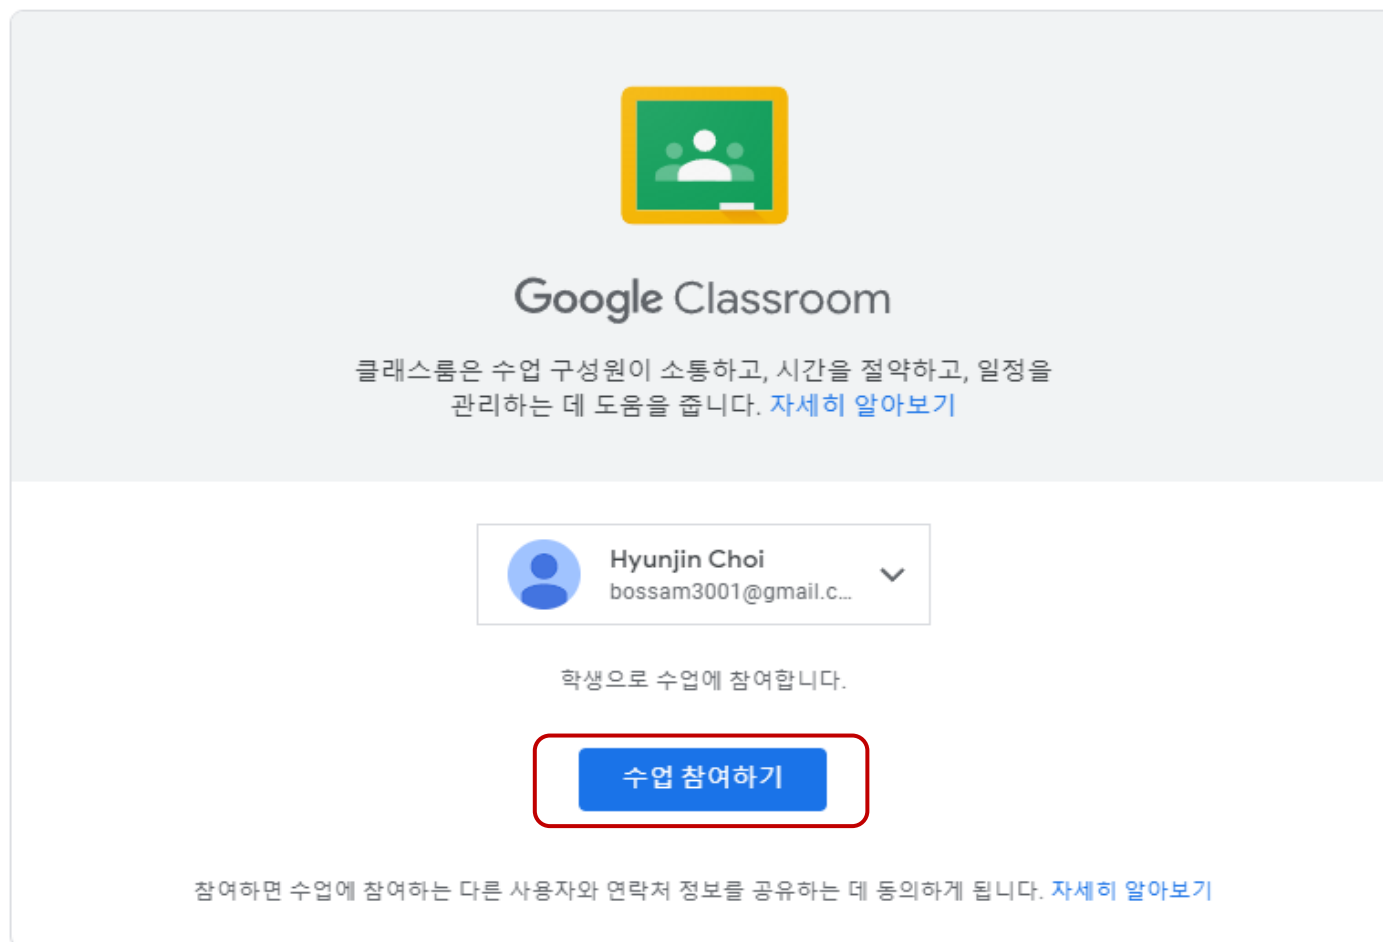 Google Classroom
클래스룸은 수업 구성원이 소통하고, 시간을 절약하고, 일정을
관리하는 데 도움을 줍니다. 자세히 알아보기
Hyunjin Choi
bossam3001@gmail.c...
학생으로 수업에 참여합니다.
수업 참여하기
참여하면 수업에 참여하는 다른 사용자와 연락처 정보를 공유하는 데 동의하게 됩니다. 자세히 알아보기